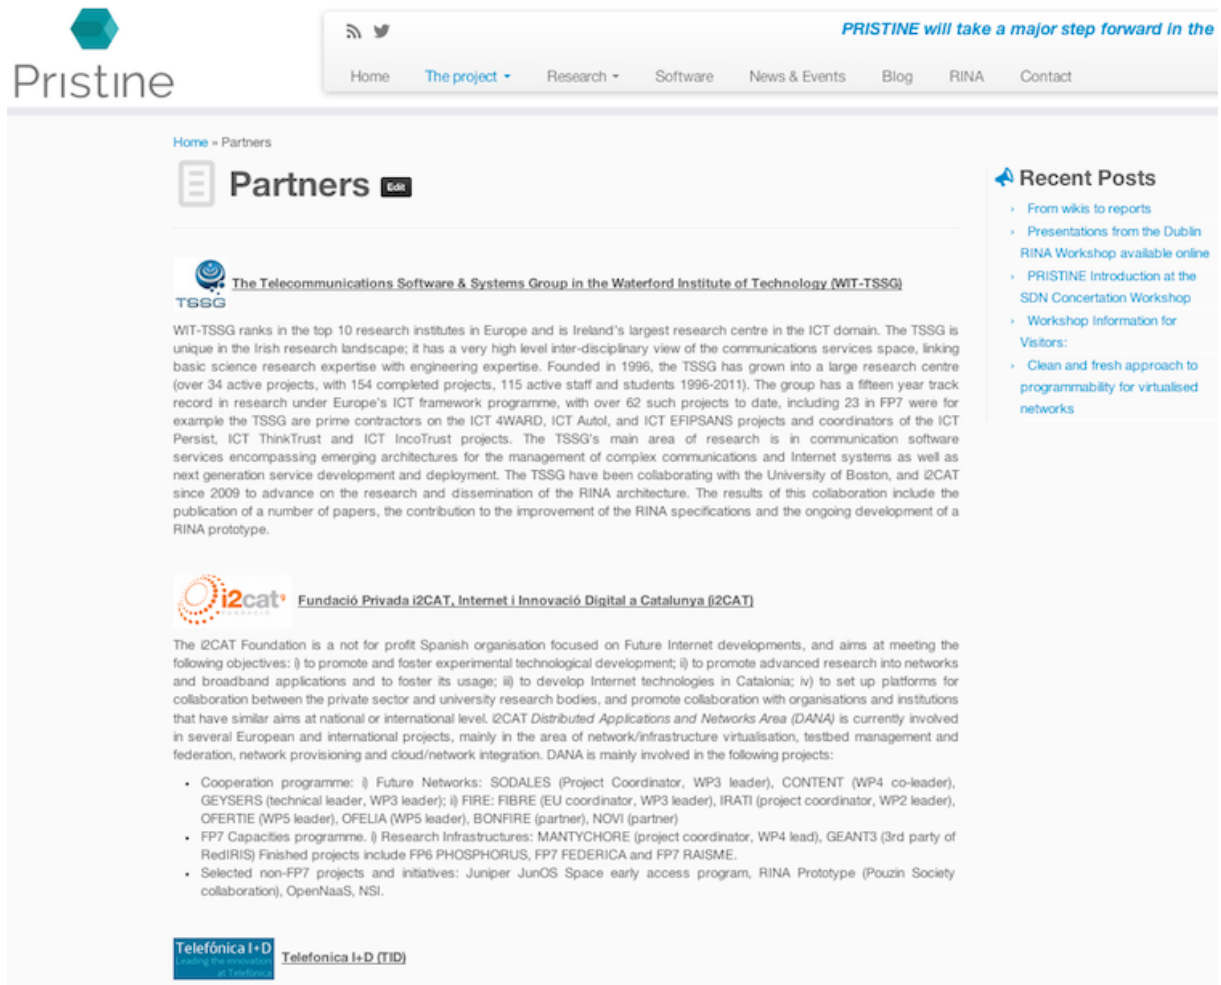 Pristine
PRISTINE will take a major step forward in the
Home The project Research Software News & Events Blog RINA Contact
Home » Partners
Partners Edit
TSSG
The Telecommunications Software & Systems Group in the Waterford Institute of Technology (WIT-TSSG)
WIT-TSSG ranks in the top 10 research institutes in Europe and is Ireland's largest research centre in the ICT domain. The TSSG is
unique in the Irish research landscape; it has a very high level inter-disciplinary view of the communications services space, linking
basic science research expertise with engineering expertise. Founded in 1996, the TSSG has grown into a large research centre
(over 34 active projects, with 154 completed projects, 115 active staff and students 1996-2011). The group has a fifteen year track
record in research under Europe's ICT framework programme, with over 62 such projects to date, including 23 in FP7 were for
example the TSSG are prime contractors on the ICT 4WARD, ICT AutoI, and ICT EFIPSANS projects and coordinators of the ICT
Persist, ICT ThinkTrust and ICT IncoTrust projects. The TSSG's main area of research is in communication software
services encompassing emerging architectures for the management of complex communications and Internet systems as well as
next generation service development and deployment. The TSSG have been collaborating with the University of Boston, and i2CAT
since 2009 to advance on the research and dissemination of the RINA architecture. The results of this collaboration include the
publication of a number of papers, the contribution to the improvement of the RINA specifications and the ongoing development of a
RINA prototype.
i2cat
FUNDACIÓ
Fundació Privada i2CAT, Internet i Innovació Digital a Catalunya (i2CAT)
The i2CAT Foundation is a not for profit Spanish organisation focused on Future Internet developments, and aims at meeting the
following objectives: i) to promote and foster experimental technological development; ii) to promote advanced research into networks
and broadband applications and to foster its usage; iii) to develop Internet technologies in Catalonia; iv) to set up platforms for
collaboration between the private sector and university research bodies, and promote collaboration with organisations and institutions
that have similar aims at national or international level. i2CAT Distributed Applications and Networks Area (DANA) is currently involved
in several European and international projects, mainly in the area of network/infrastructure virtualisation, testbed management and
federation, network provisioning and cloud/network integration. DANA is mainly involved in the following projects:
• Cooperation programme: i) Future Networks: SODALES (Project Coordinator, WP3 leader), CONTENT (WP4 co-leader),
GEYSERS (technical leader, WP3 leader); ii) FIRE: FIBRE (EU coordinator, WP3 leader), IRATI (project coordinator, WP2 leader),
OFERTIE (WP5 leader), OFELIA (WP5 leader), BONFIRE (partner), NOVI (partner)
• FP7 Capacities programme. i) Research Infrastructures: MANTYCHORE (project coordinator, WP4 lead), GEANT3 (3rd party of
RedIRIS) Finished projects include FP6 PHOSPHORUS, FP7 FEDERICA and FP7 RAISME.
• Selected non-FP7 projects and initiatives: Juniper JunOS Space early access program, RINA Prototype (Pouzin Society
collaboration), OpenNaaS, NSI.
Telefónica I+D
Leading the innovation
at Telefónica
Telefonica I+D (TID)
Recent Posts
› From wikis to reports
› Presentations from the Dublin
RINA Workshop available online
› PRISTINE Introduction at the
SDN Concertation Workshop
› Workshop Information for
Visitors:
› Clean and fresh approach to
programmability for virtualised
networks